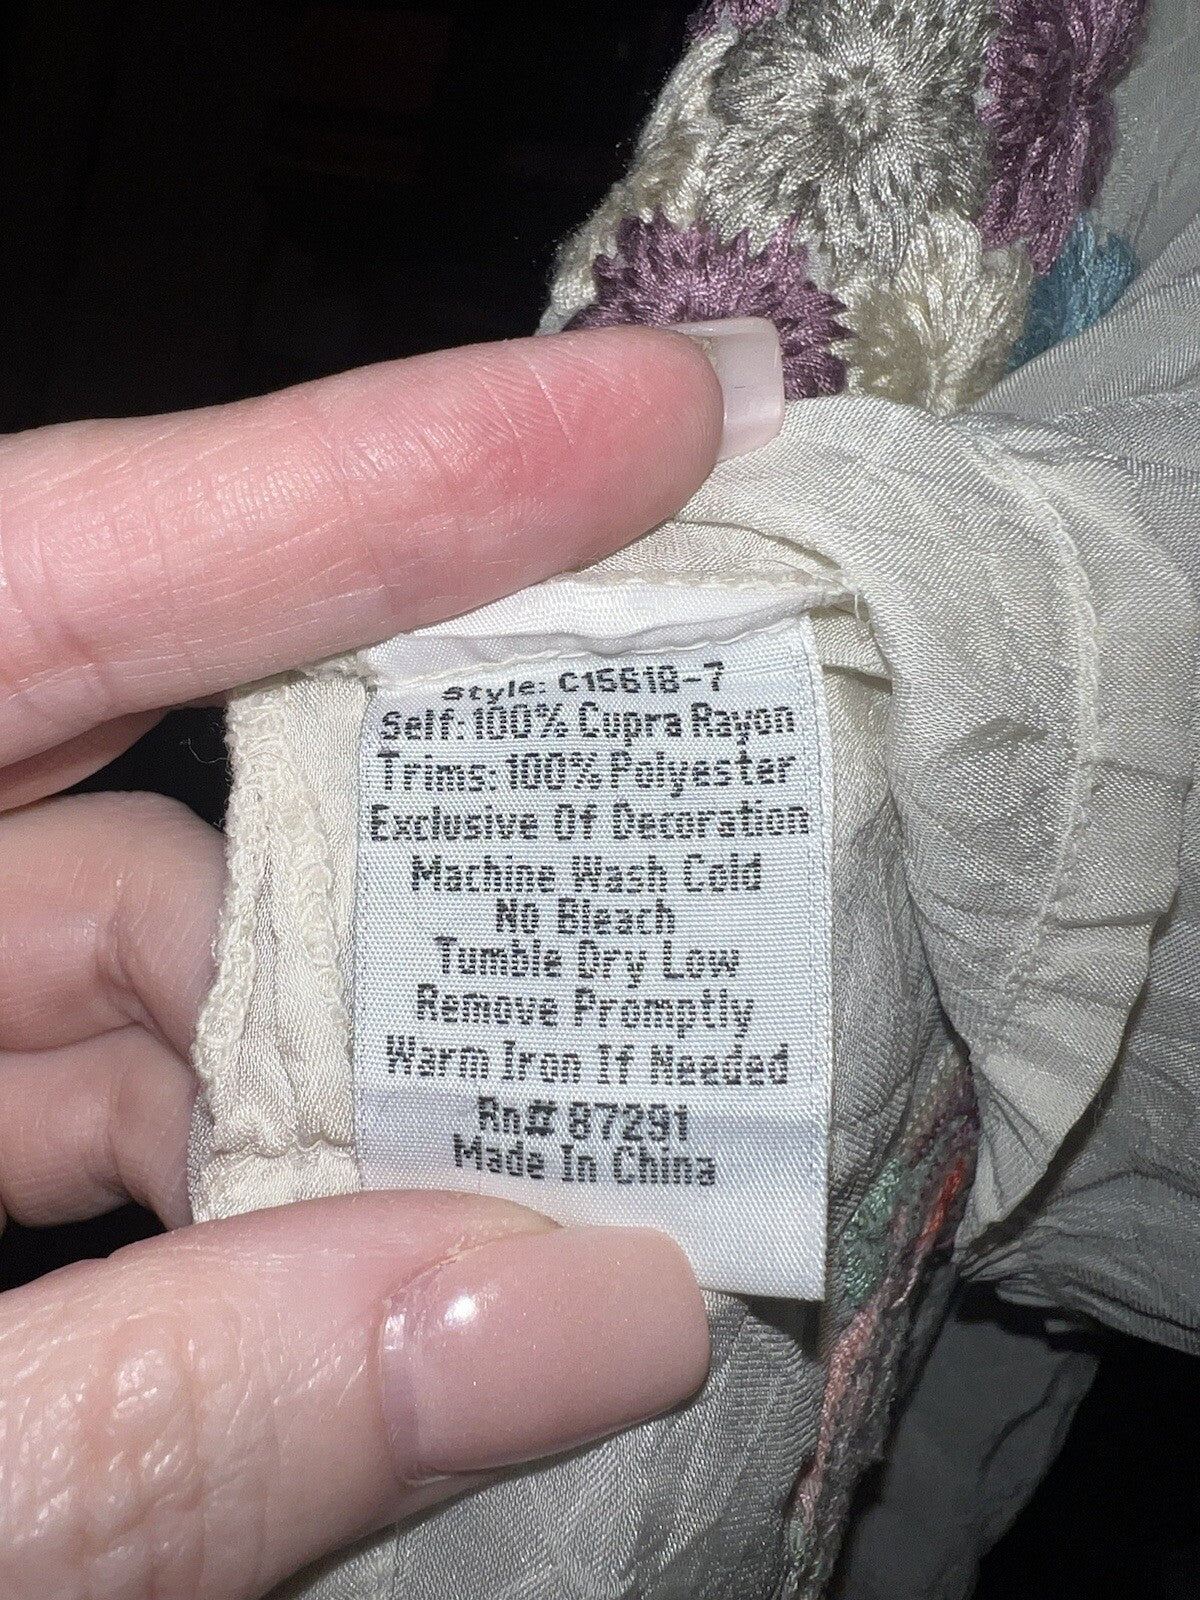 Style: C15618-7
Self: 100% Cupra Rayon
Trims: 100% Polyester
Exclusive Of Decoration
Machine Wash Cold
No Bleach
Tumble Dry Low
Remove Promptly
Warm Iron If Needed
Rn# 87291
Made In China